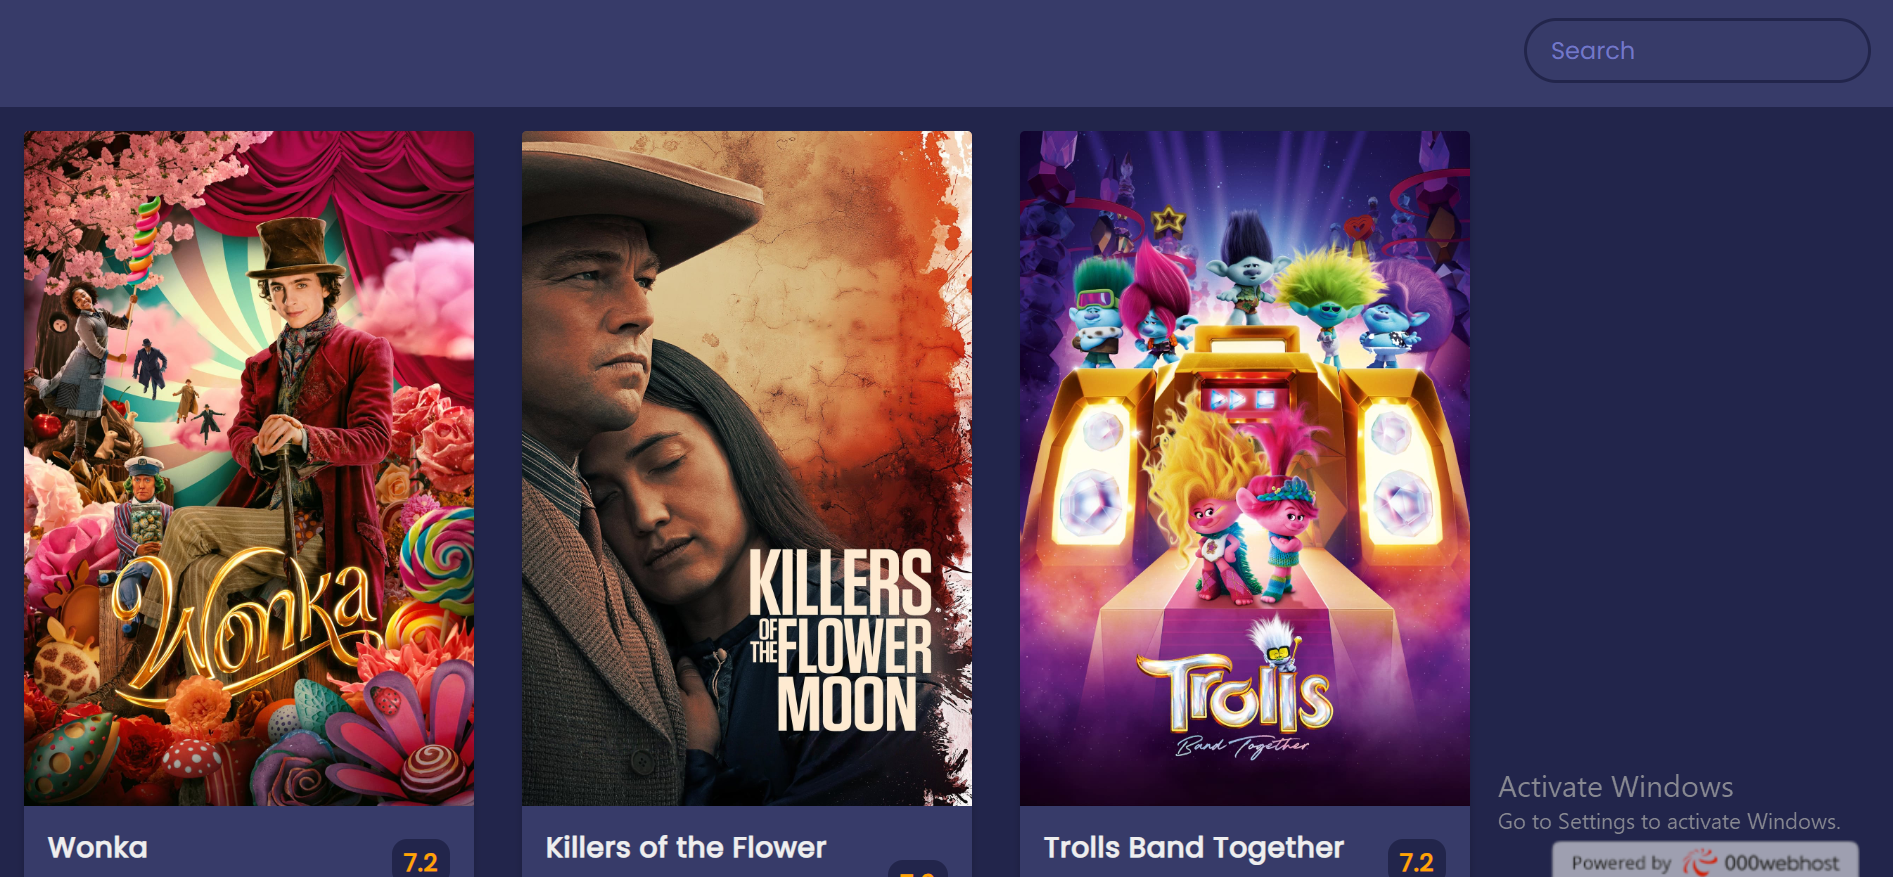 Search
Wonka
KILLERS
OF
THE FLOWER
MOON
Trolls
Band Together
Activate Windows
Go to Settings to activate Windows.
Wonka
7.2
Killers of the Flower
Trolls Band Together
7.2
Powered by 000webhost